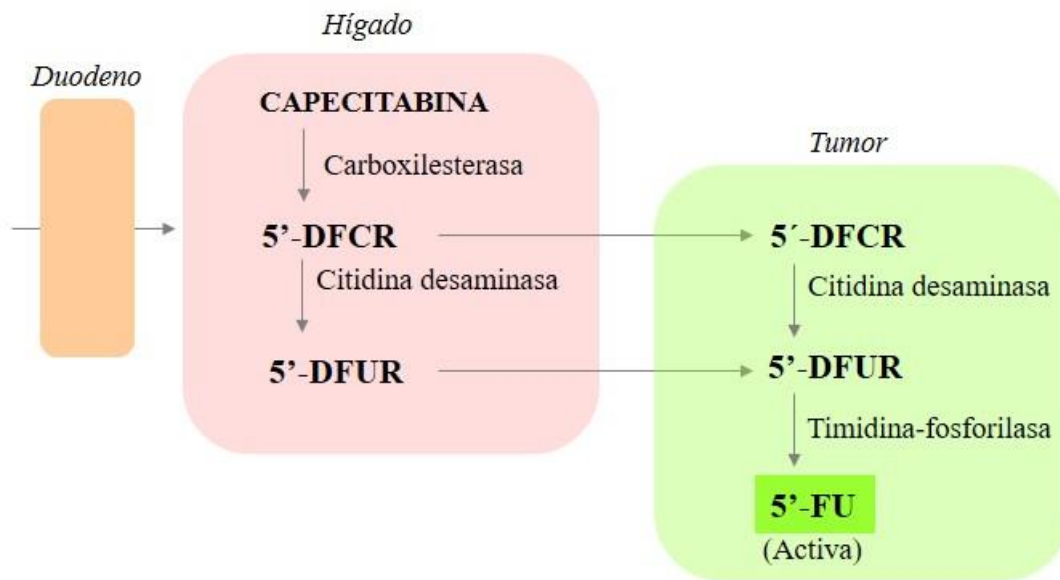 Duodeno
Hígado
CAPECITABINA
Carboxilesterasa
5’-DFCR
Citidina desaminasa
5’-DFUR
Tumor
5´-DFCR
Citidina desaminasa
5’-DFUR
Timidina-fosforilasa
5’-FU
(Activa)